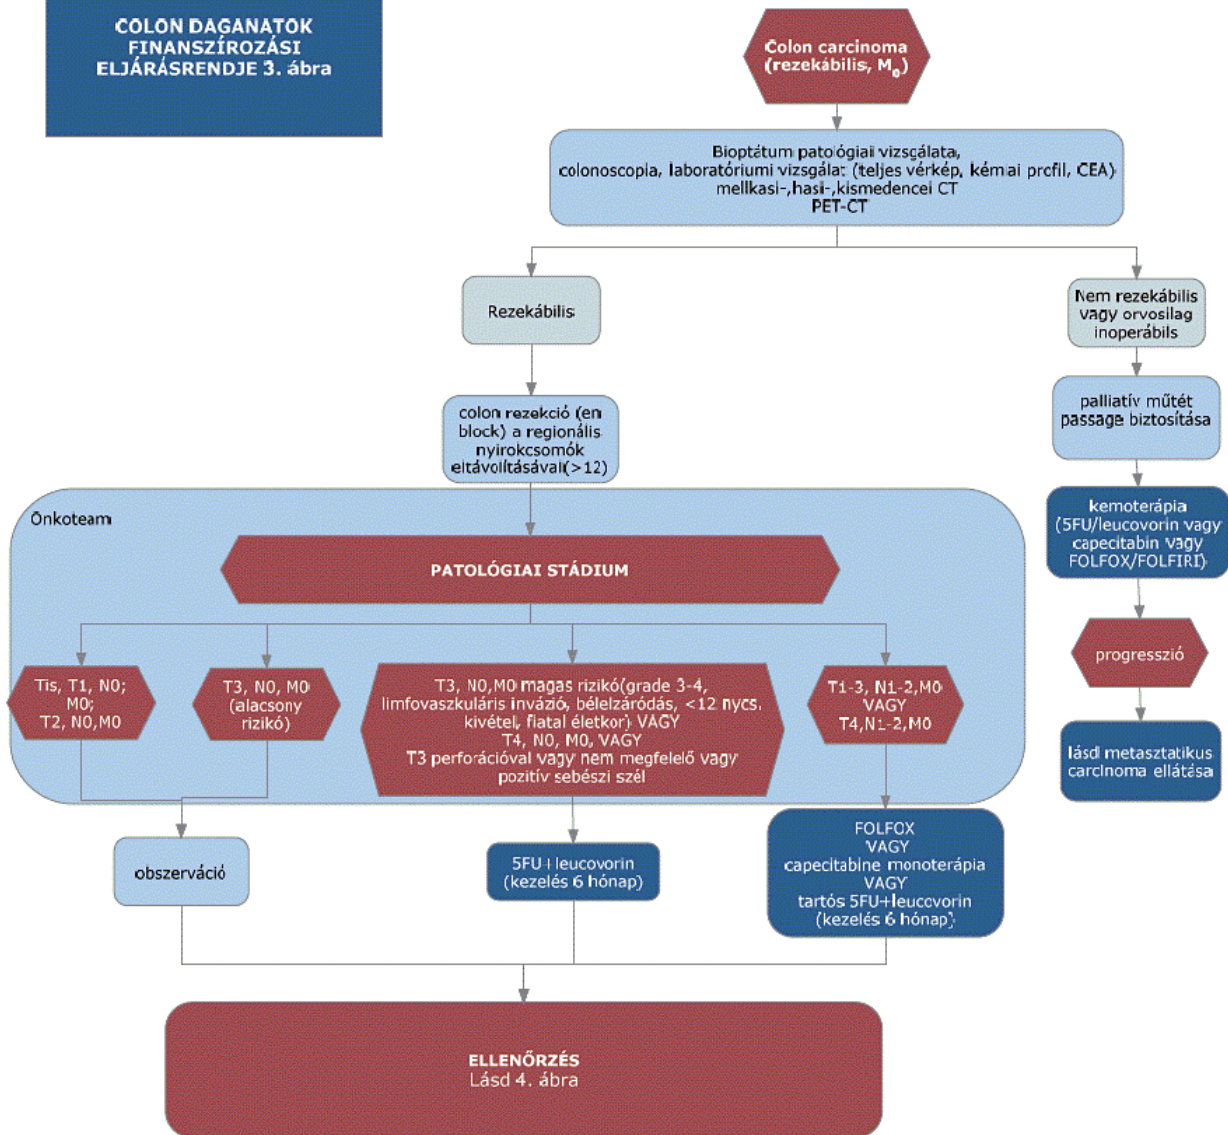 COLON DAGANATOK
FINANSZÍROZÁSI
ELJÁRÁSRENDJE 3. ábra
Colon carcinoma
(rezekábilis, M₀)
Bioptátum patológiai vizsgálata,
colonoscopia, laboratóriumi vizsgálat (teljes vérkép, kémiai profil, CEA)
mellkasi-,hasi-,kismedencei CT
PET-CT
Rezekábilis
Nem rezekábilis
vagy orvosilag
inoperábils
colon rezekció (en
block) a regionális
nyirokcsomók
eltávolításával(>12)
palliatív műtét
passage biztosítása
kemoterápia
(5FU/leucovorin vagy
capecitabin vagy
FOLFOX/FOLFIRI)
progresszió
lásd metasztatikus
carcinoma ellátása
Onkoteam
PATOLÓGIAI STÁDIUM
Tis, T1, N0;
M0;
T2, N0,M0
T3, N0, M0
(alacsony
rizikó)
T3, N0,M0 magas rizikó(grade 3-4,
limfovaszkuláris invázió, bélelzáródás, <12 nycs.
kivétel, fiatal életkor) VAGY
T4, N0, M0, VAGY
T3 perforációval vagy nem megfelelő vagy
pozitív sebészi szél
T1-3, N1-2,M0
VAGY
T4,N1-2,M0
obszerváció
5FU+leucovorin
(kezelés 6 hónap)
FOLFOX
VAGY
capecitabine monoterápia
VAGY
tartós 5FU+leucovorin
(kezelés 6 hónap)
ELLENŐRZÉS
Lásd 4. ábra